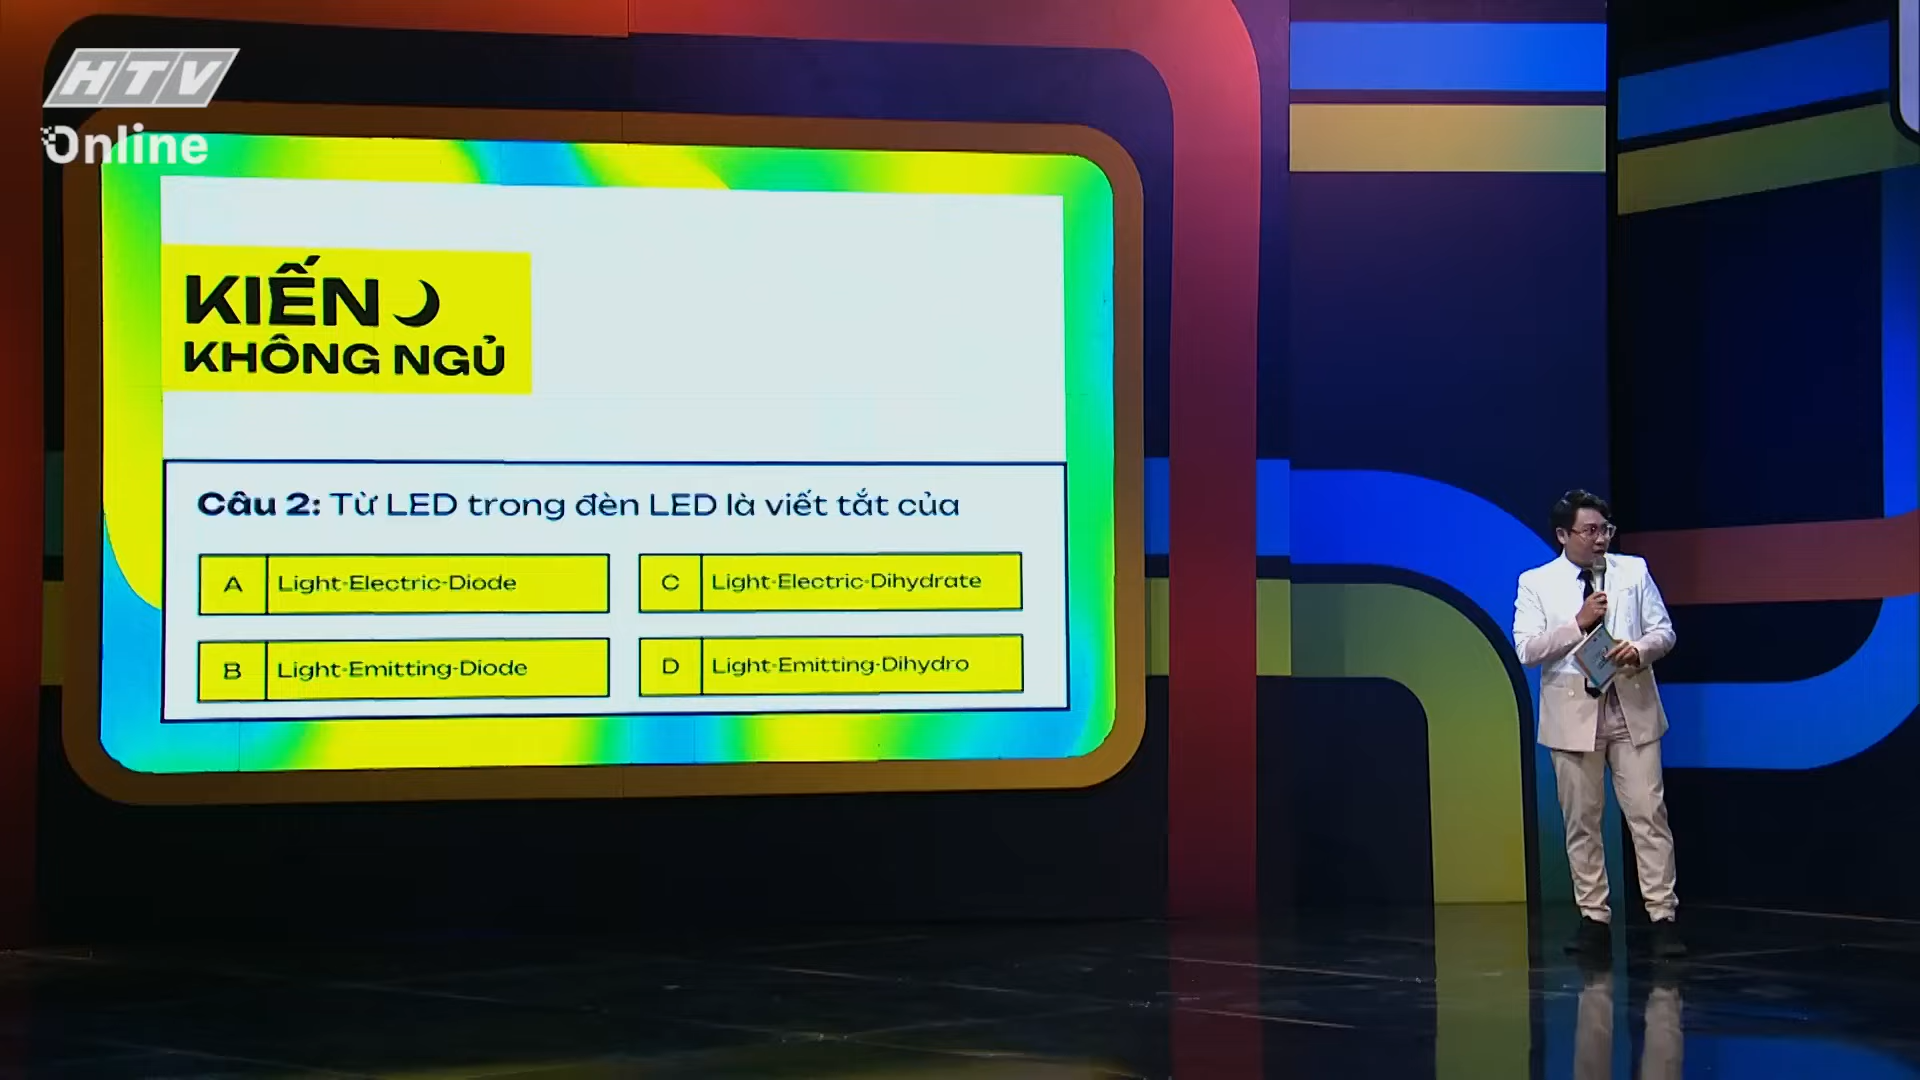 HTV
Online
KIẾN
KHÔNG NGỦ
Câu 2: Từ LED trong đèn LED là viết tắt của
A Light-Electric-Diode
B Light-Emitting-Diode
C Light-Electric-Dihydrate
D Light-Emitting-Dihydro